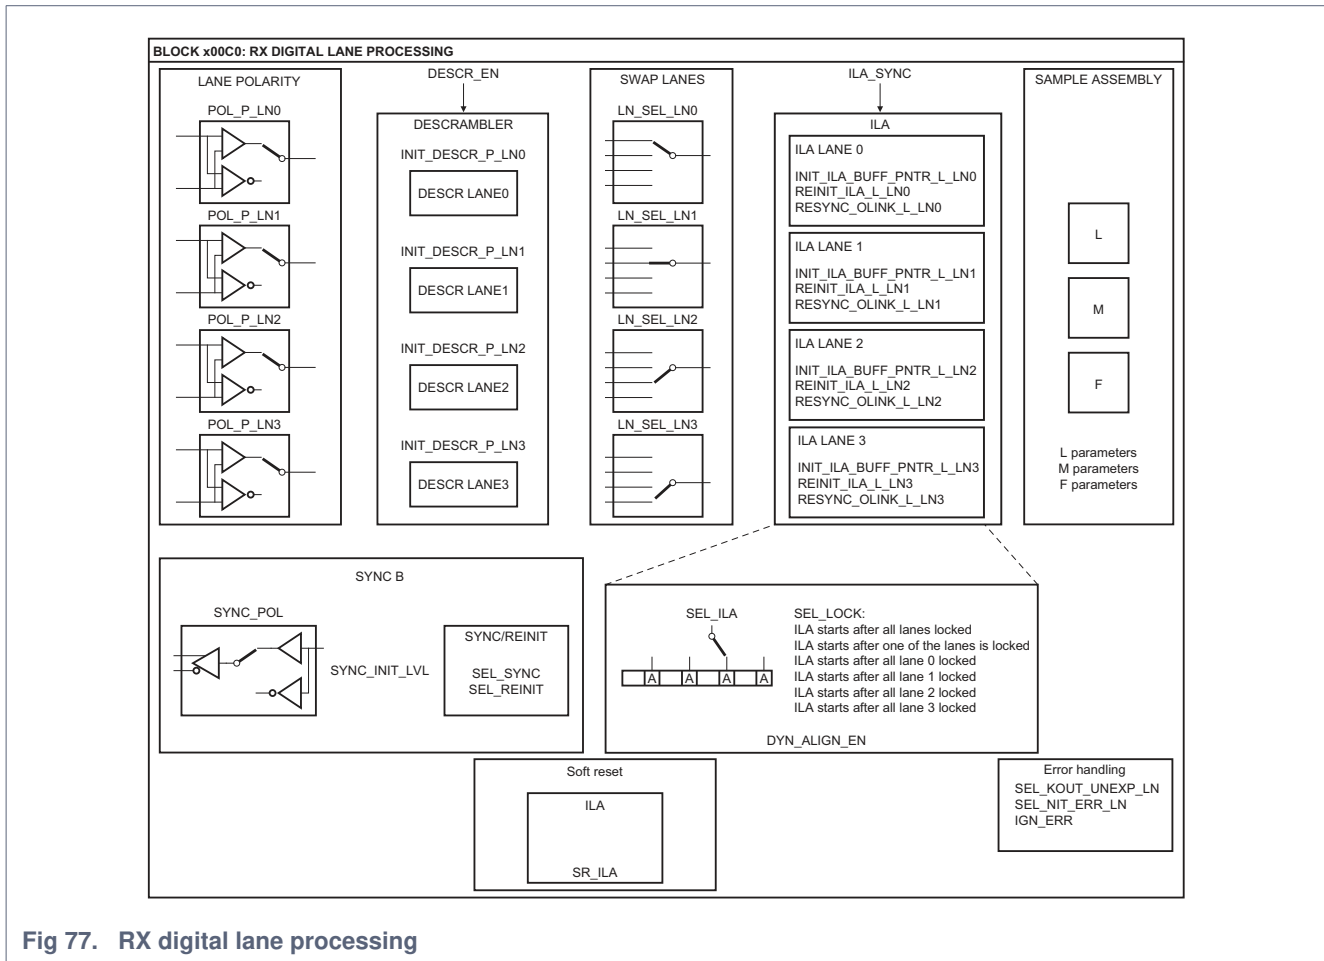 BLOCK x00C0: RX DIGITAL LANE PROCESSING
LANE POLARITY
POL_P_LN0
POL_P_LN1
POL_P_LN2
POL_P_LN3
DESCR_EN
DESCRAMBLER
INIT_DESCR_P_LN0
DESCR LANE0
INIT_DESCR_P_LN1
DESCR LANE1
INIT_DESCR_P_LN2
DESCR LANE2
INIT_DESCR_P_LN3
DESCR LANE3
SWAP LANES
LN_SEL_LN0
LN_SEL_LN1
LN_SEL_LN2
LN_SEL_LN3
ILA_SYNC
ILA
ILA LANE 0
INIT_ILA_BUFF_PNTR_L_LN0
REINIT_ILA_L_LN0
RESYNC_OLINK_L_LN0
ILA LANE 1
INIT_ILA_BUFF_PNTR_L_LN1
REINIT_ILA_L_LN1
RESYNC_OLINK_L_LN1
ILA LANE 2
INIT_ILA_BUFF_PNTR_L_LN2
REINIT_ILA_L_LN2
RESYNC_OLINK_L_LN2
ILA LANE 3
INIT_ILA_BUFF_PNTR_L_LN3
REINIT_ILA_L_LN3
RESYNC_OLINK_L_LN3
SAMPLE ASSEMBLY
L
M
F
L parameters
M parameters
F parameters
SYNC B
SYNC_POL
SYNC_INIT_LVL
SYNC/REINIT
SEL_SYNC
SEL_REINIT
SEL_ILA
A A A A
SEL_LOCK:
ILA starts after all lanes locked
ILA starts after one of the lanes is locked
ILA starts after all lane 0 locked
ILA starts after all lane 1 locked
ILA starts after all lane 2 locked
ILA starts after all lane 3 locked
DYN_ALIGN_EN
Soft reset
ILA
SR_ILA
Error handling
SEL_KOUT_UNEXP_LN
SEL_NIT_ERR_LN
IGN_ERR
Fig 77. RX digital lane processing